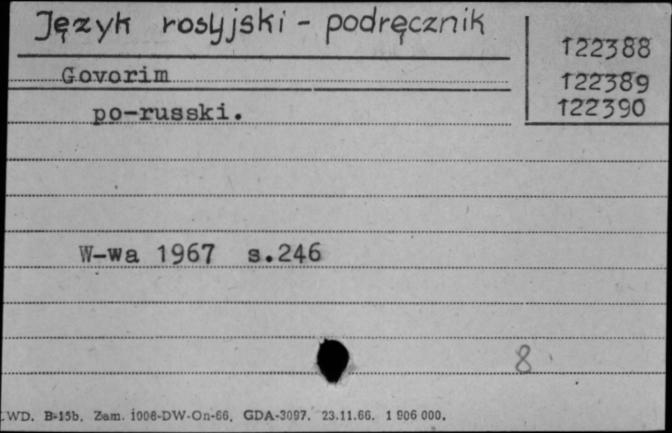 Język rosyjski - podręcznik
122388
Govorim
122389
po-russki.
122390
W-wa 1967 s.246
8
WD. B-15b. Zam. 1006-DW-On-66. GDA-3097. 23.11.66. 1 906 000.